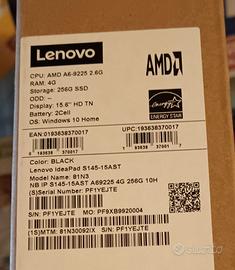 Lenovo
AMD
CPU: AMD A6-9225 2.6G
RAM: 4G
Storage: 256G SSD
ODD: –
Display: 15.6" HD TN
Battery: 2Cell
OS: Windows 10 Home
ENERGY STAR
EAN:0193638370017
UPC:193638370017
Color: BLACK
Lenovo IdeaPad S145-15AST
Model Name: 81N3
NB IP S145-15AST A69225 4G 256G 10H
(S)Serial Number: PF1YEJTE
S/N: PF1YEJTE
MO: PF9XB9920004
(1S)MTM: 81N30092IX
S/N: PF1YEJTE
subito